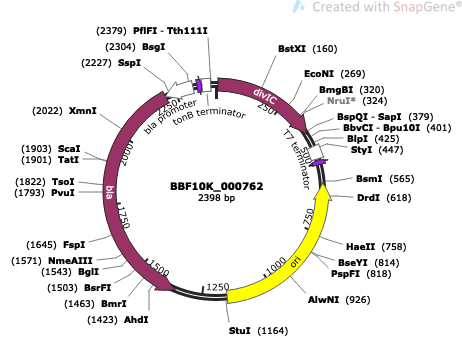 Created with SnapGene®
(2379) PflFI - Tth111I
(2304) BsgI
(2227) SspI
(2022) XmnI
(1903) ScaI
(1901) TatI
(1822) TsoI
(1793) PvuI
(1645) FspI
(1571) NmeAIII
(1543) BglI
(1503) BsrFI
(1463) BmrI
(1423) AhdI
BstXI (160)
EcoNI (269)
BmgBI (320)
NruI* (324)
BspQI - SapI (379)
BbvCI - Bpu10I (401)
BlpI (425)
StyI (447)
BsmI (565)
DrdI (618)
HaeII (758)
BseYI (814)
PspFI (818)
AlwNI (926)
StuI (1164)
divIC
T7 terminator
ori
bla
bla promoter
tonB terminator
250
500
750
1000
1250
1500
1750
2000
2250
BBF10K_000762
2398 bp